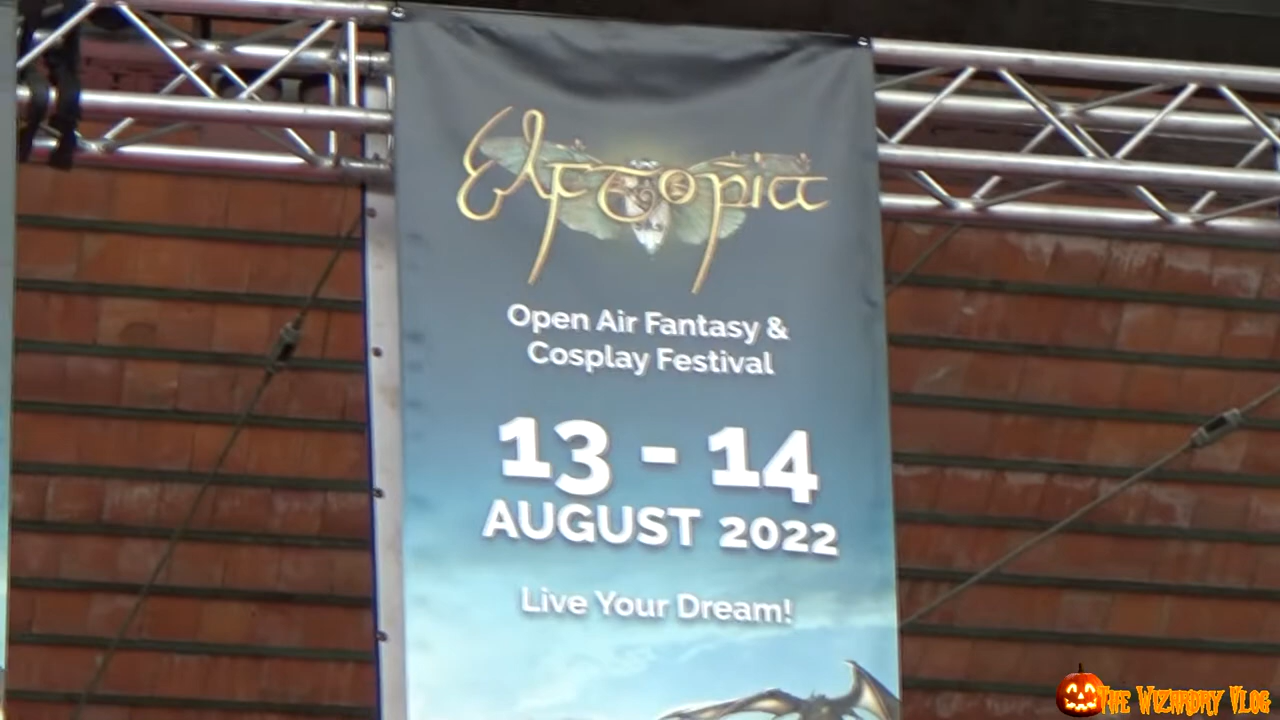 Elftopia
Open Air Fantasy &
Cosplay Festival
13 - 14
AUGUST 2022
Live Your Dream!
The Wizardry Vlog